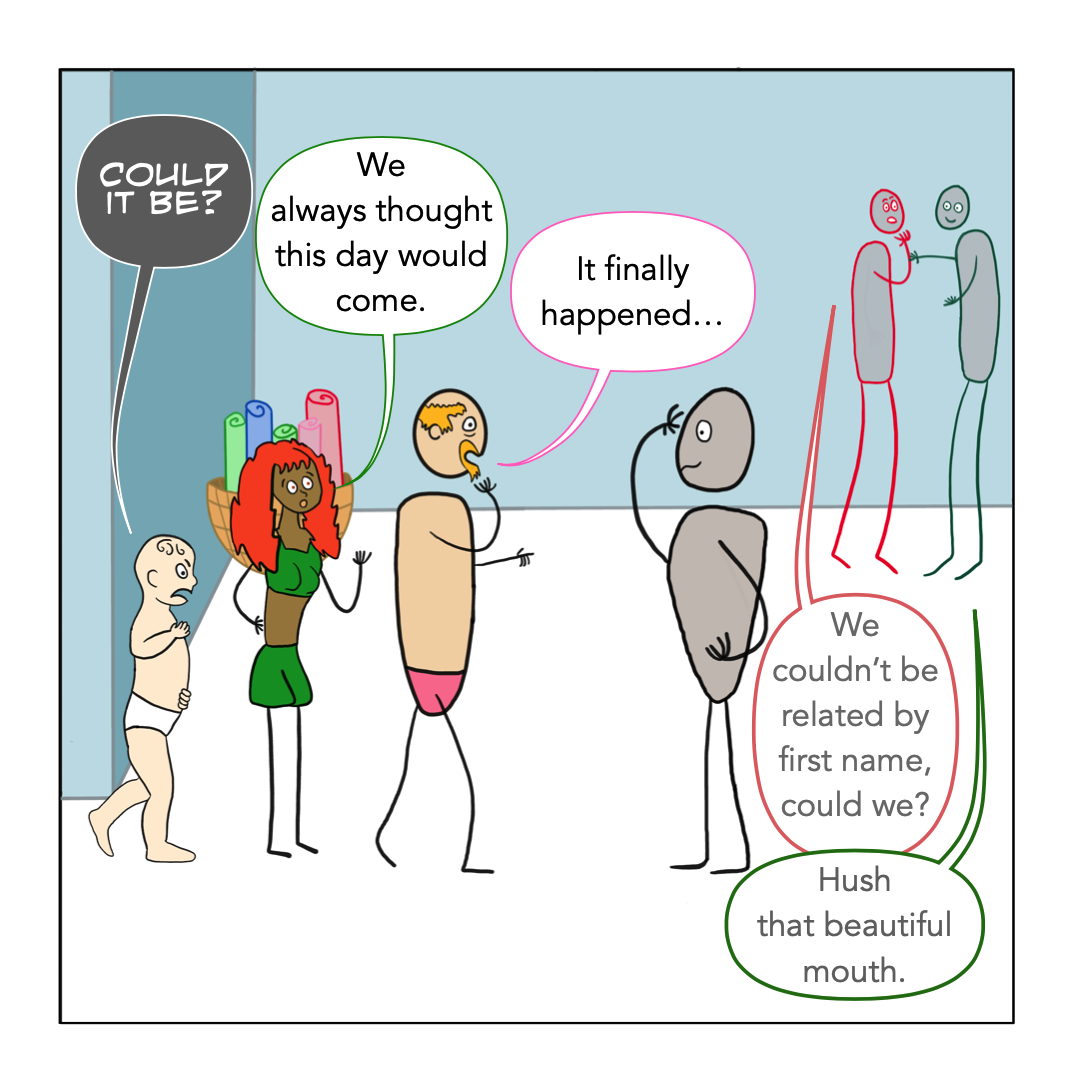 COULD
IT BE?
We
always thought
this day would
come.
It finally
happened...
We
couldn't be
related by
first name,
could we?
Hush
that beautiful
mouth.